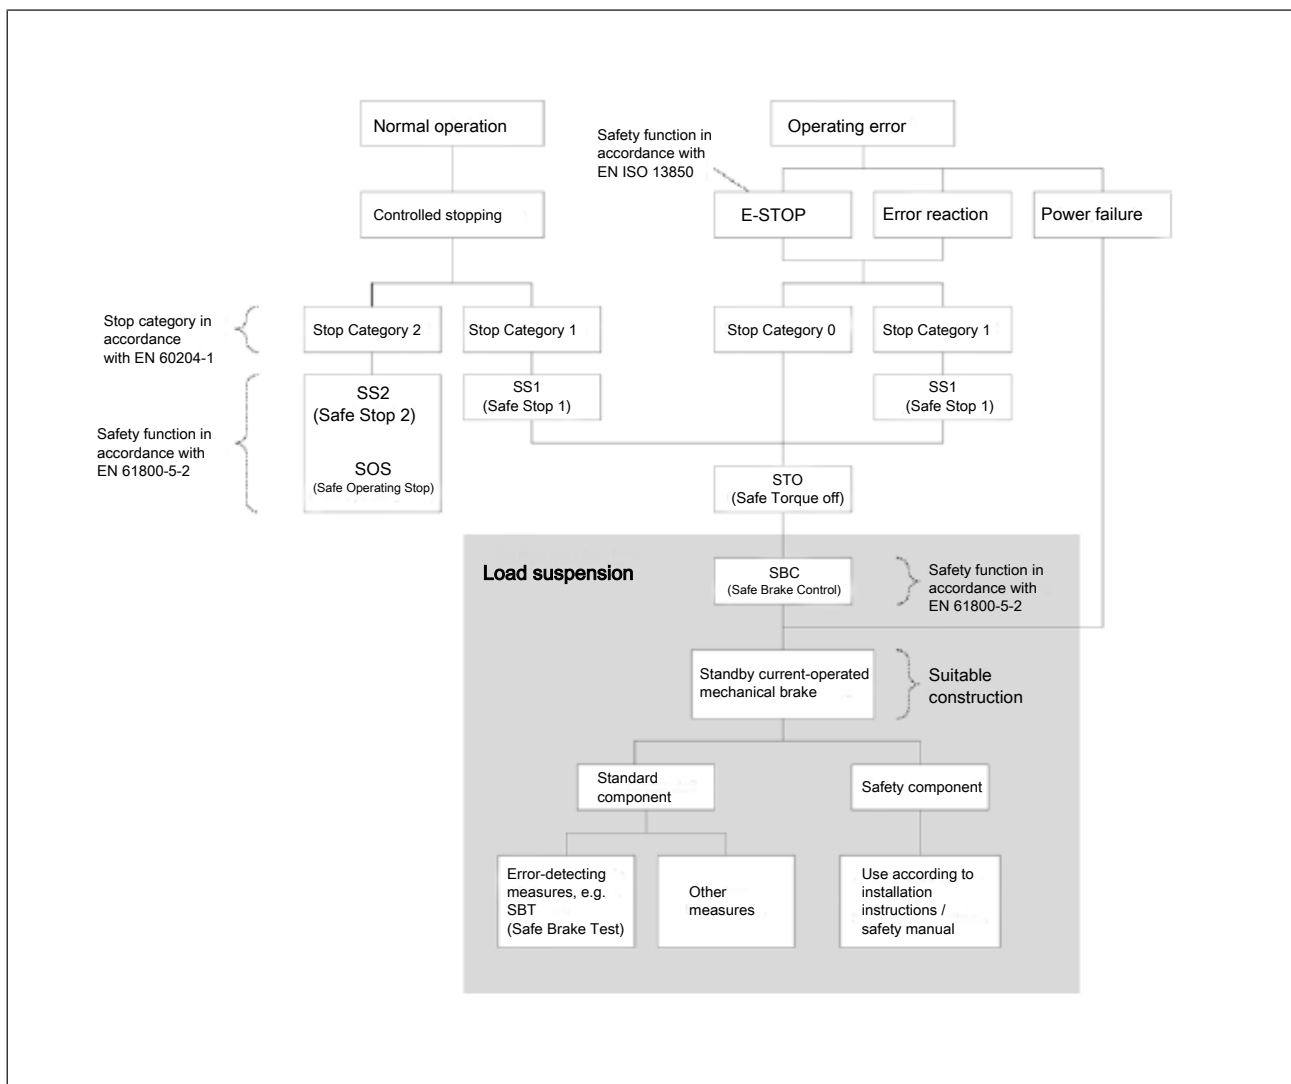 Normal operation
Operating error
Safety function in
accordance with
EN ISO 13850
Controlled stopping
E-STOP
Error reaction
Power failure
Stop category in
accordance
with EN 60204-1
Stop Category 2
Stop Category 1
Stop Category 0
Stop Category 1
Safety function in
accordance with
EN 61800-5-2
SS2
(Safe Stop 2)
SOS
(Safe Operating Stop)
SS1
(Safe Stop 1)
SS1
(Safe Stop 1)
STO
(Safe Torque off)
Load suspension
SBC
(Safe Brake Control)
Safety function in
accordance with
EN 61800-5-2
Standby current-operated
mechanical brake
Suitable
construction
Standard
component
Safety component
Error-detecting
measures, e.g.
SBT
(Safe Brake Test)
Other
measures
Use according to
installation
instructions /
safety manual